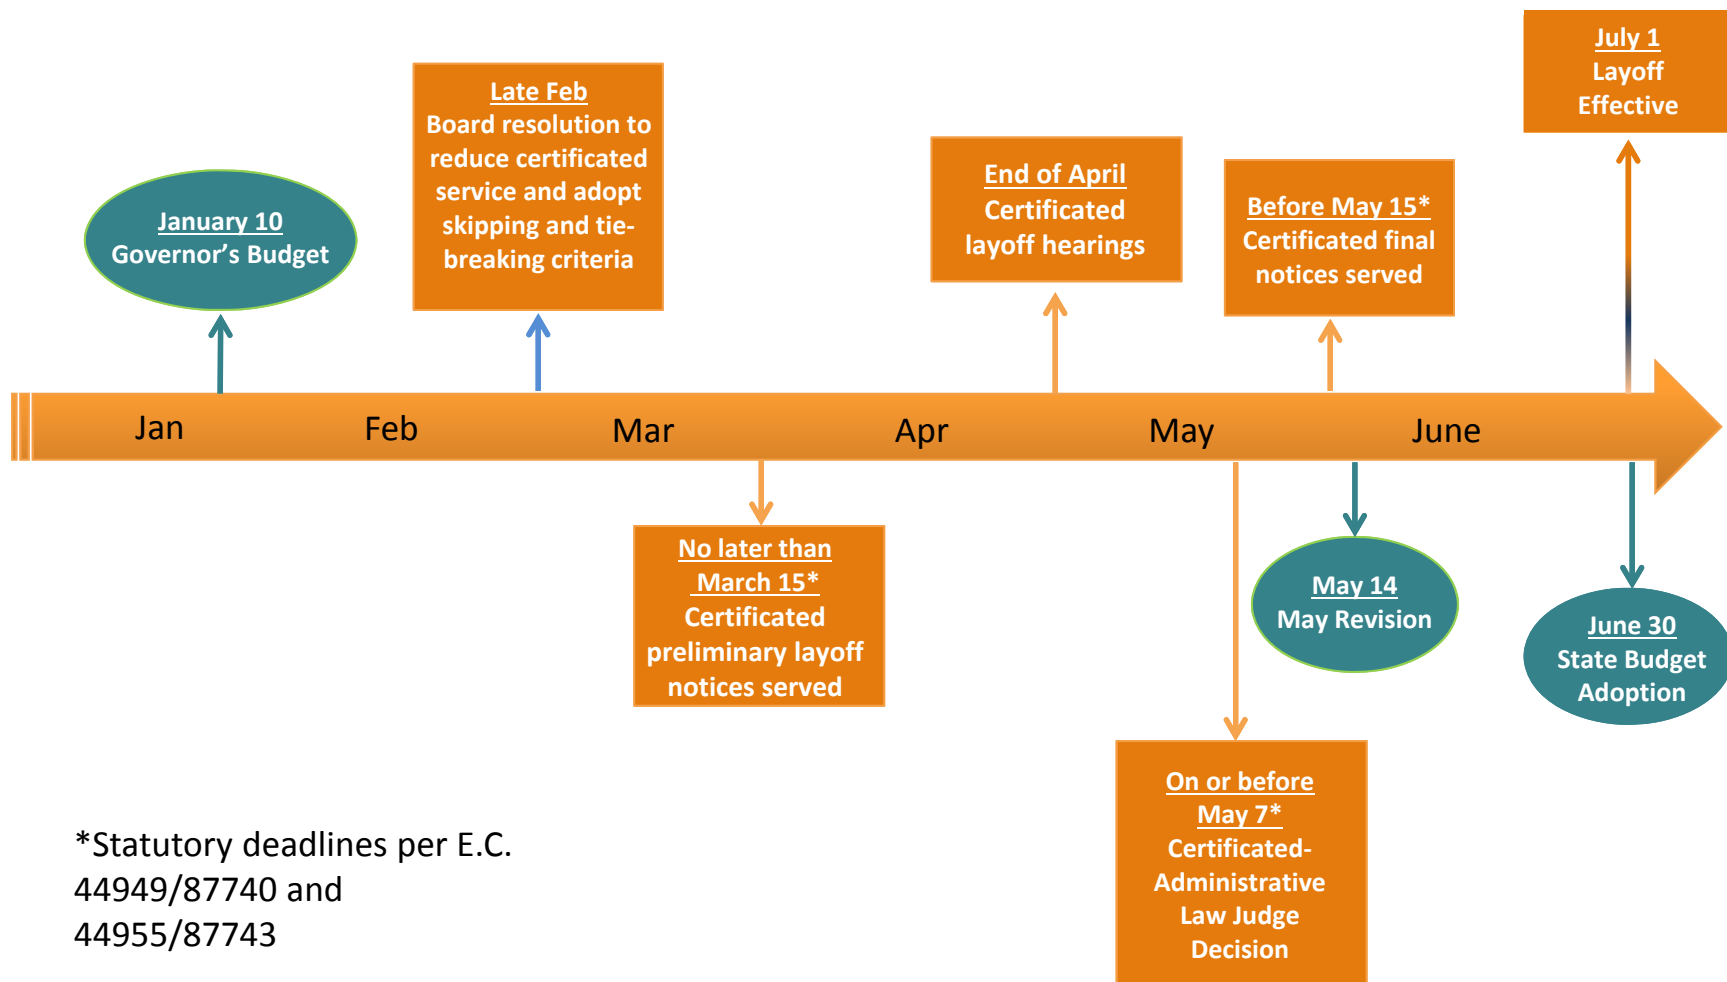 January 10
Governor's Budget
Late Feb
Board resolution to
reduce certificated
service and adopt
skipping and tie-
breaking criteria
End of April
Certificated
layoff hearings
Before May 15*
Certificated final
notices served
July 1
Layoff
Effective
Jan
Feb
Mar
Apr
May
June
No later than
March 15*
Certificated
preliminary layoff
notices served
On or before
May 7*
Certificated-
Administrative
Law Judge
Decision
May 14
May Revision
June 30
State Budget
Adoption
*Statutory deadlines per E.C.
44949/87740 and
44955/87743